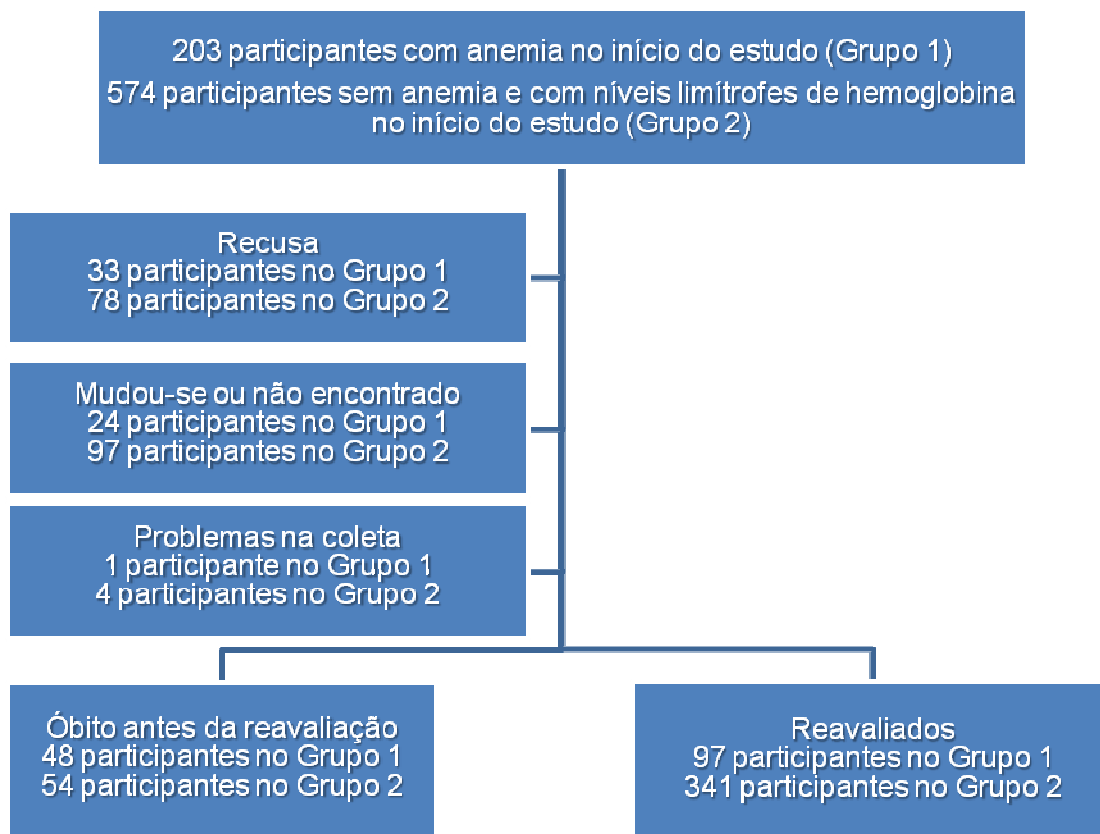 203 participantes com anemia no início do estudo (Grupo 1)
574 participantes sem anemia e com níveis limítrofes de hemoglobina
no início do estudo (Grupo 2)
Recusa
33 participantes no Grupo 1
78 participantes no Grupo 2
Mudou-se ou não encontrado
24 participantes no Grupo 1
97 participantes no Grupo 2
Problemas na coleta
1 participante no Grupo 1
4 participantes no Grupo 2
Óbito antes da reavaliação
48 participantes no Grupo 1
54 participantes no Grupo 2
Reavaliados
97 participantes no Grupo 1
341 participantes no Grupo 2